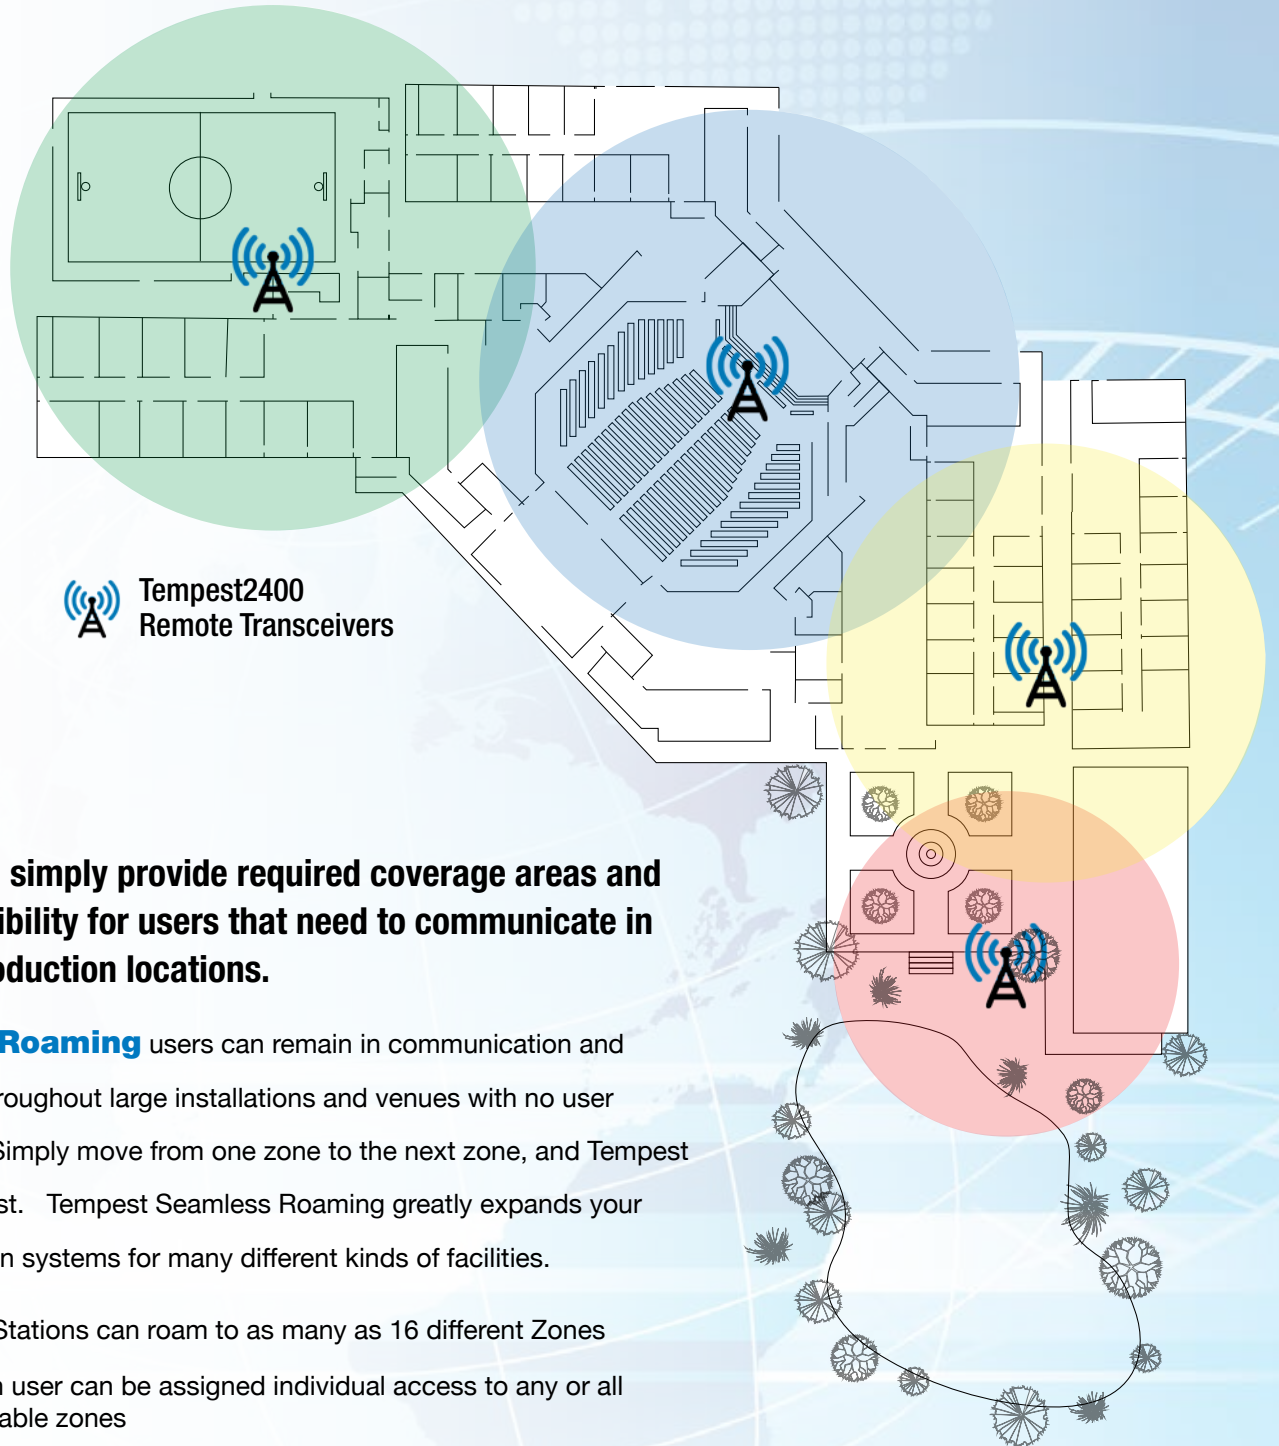 Tempest2400
Remote Transceivers
simply provide required coverage areas and
ibility for users that need to communicate in
oduction locations.
Roaming users can remain in communication and
roughout large installations and venues with no user
Simply move from one zone to the next zone, and Tempest
st. Tempest Seamless Roaming greatly expands your
n systems for many different kinds of facilities.
Stations can roam to as many as 16 different Zones
n user can be assigned individual access to any or all
able zones